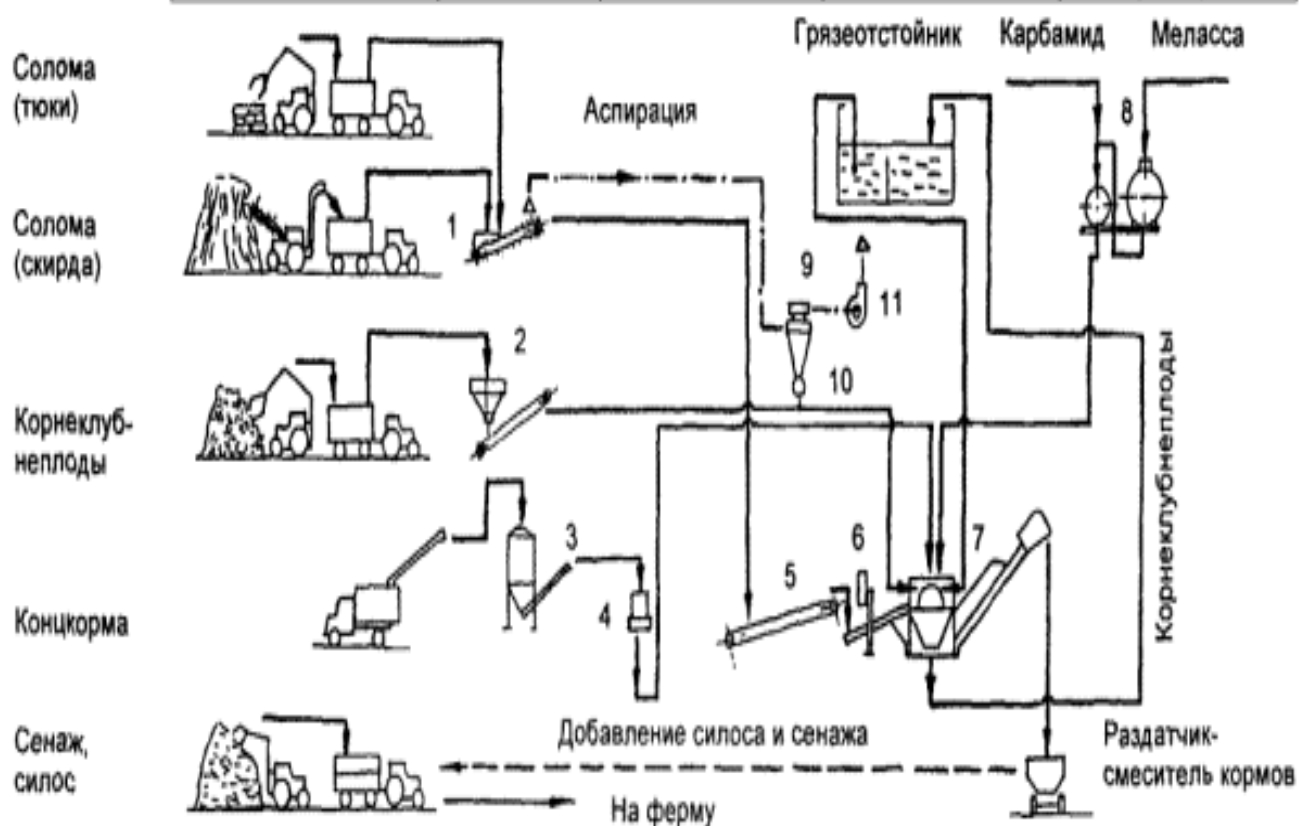 Грязеотстойник Карбамид Меласса
Солома
(тюки)
Аспирация
8
Солома
(скирда)
1
9
11
2
10
Корнеклуб-
неплоды
Корнеклубнеплоды
3
4
5
6
7
Концкорма
Сенаж,
силос
Добавление силоса и сенажа
На ферму
Раздатчик-
смеситель кормов